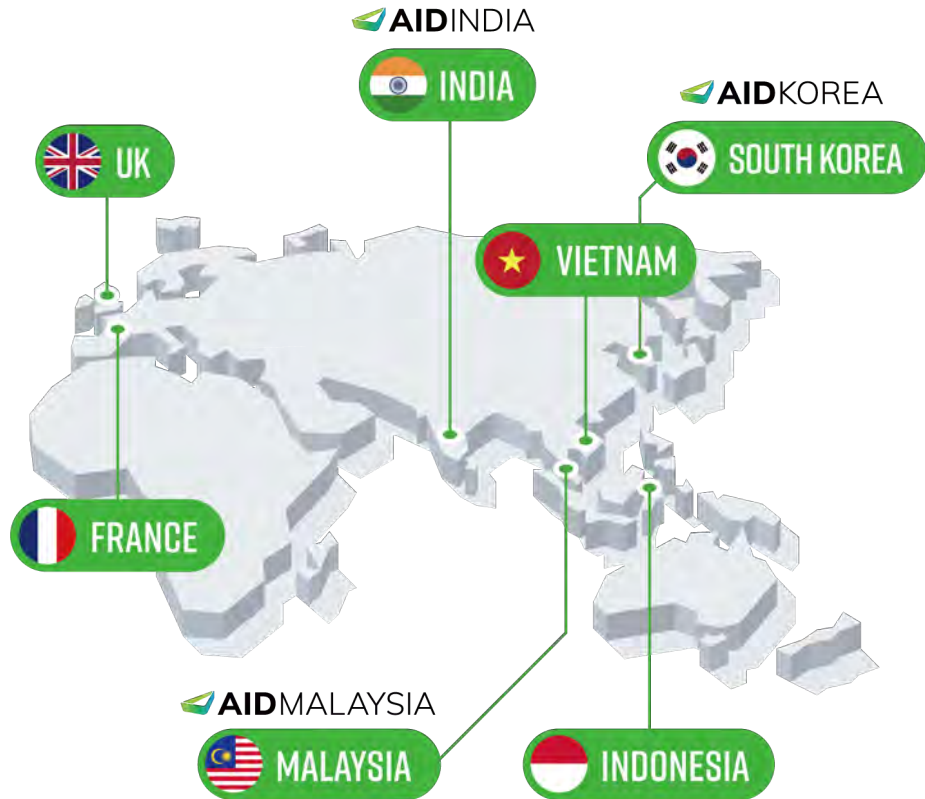 AIDINDIA
INDIA
AIDKOREA
UK
SOUTH KOREA
VIETNAM
FRANCE
AIDMALAYSIA
MALAYSIA
INDONESIA